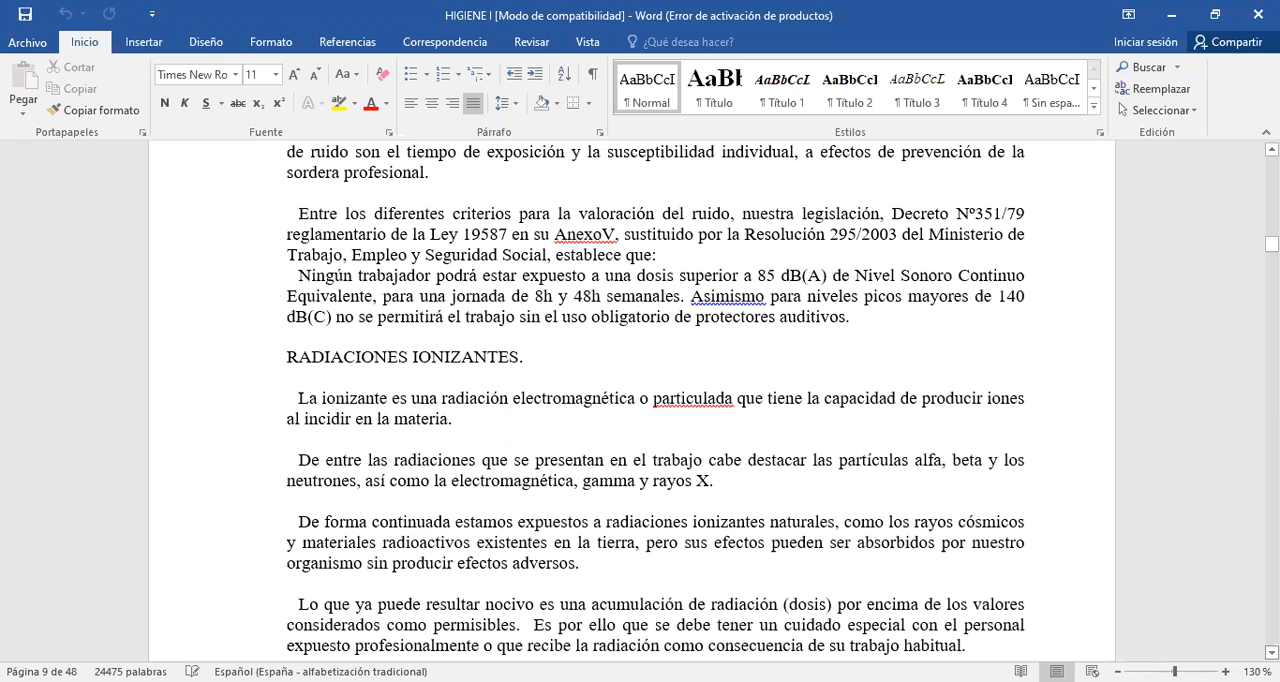 HIGIENE I [Modo de compatibilidad] - Word (Error de activación de productos)
Archivo Inicio Insertar Diseño Formato Referencias Correspondencia Revisar Vista ¿Qué desea hacer? Iniciar sesión Compartir
Pegar
Cortar
Copiar
Copiar formato
Portapapeles
Times New Ro 11
Fuente
Párrafo
AaBbCcI AaBb AaBbCcL AaBbCcI AaBbCcL AaBbCcI AaBbCcI
¶ Normal ¶ Título ¶ Título 1 ¶ Título 2 ¶ Título 3 ¶ Título 4 ¶ Sin espa...
Estilos
Buscar
Reemplazar
Seleccionar
Edición
de ruido son el tiempo de exposición y la susceptibilidad individual, a efectos de prevención de la
sordera profesional.
Entre los diferentes criterios para la valoración del ruido, nuestra legislación, Decreto Nº351/79
reglamentario de la Ley 19587 en su AnexoV, sustituido por la Resolución 295/2003 del Ministerio de
Trabajo, Empleo y Seguridad Social, establece que:
Ningún trabajador podrá estar expuesto a una dosis superior a 85 dB(A) de Nivel Sonoro Continuo
Equivalente, para una jornada de 8h y 48h semanales. Asimismo para niveles picos mayores de 140
dB(C) no se permitirá el trabajo sin el uso obligatorio de protectores auditivos.
RADIACIONES IONIZANTES.
La ionizante es una radiación electromagnética o particulada que tiene la capacidad de producir iones
al incidir en la materia.
De entre las radiaciones que se presentan en el trabajo cabe destacar las partículas alfa, beta y los
neutrones, así como la electromagnética, gamma y rayos X.
De forma continuada estamos expuestos a radiaciones ionizantes naturales, como los rayos cósmicos
y materiales radioactivos existentes en la tierra, pero sus efectos pueden ser absorbidos por nuestro
organismo sin producir efectos adversos.
Lo que ya puede resultar nocivo es una acumulación de radiación (dosis) por encima de los valores
considerados como permisibles. Es por ello que se debe tener un cuidado especial con el personal
expuesto profesionalmente o que recibe la radiación como consecuencia de su trabajo habitual.
Página 9 de 48 24475 palabras Español (España - alfabetización tradicional) 130 %